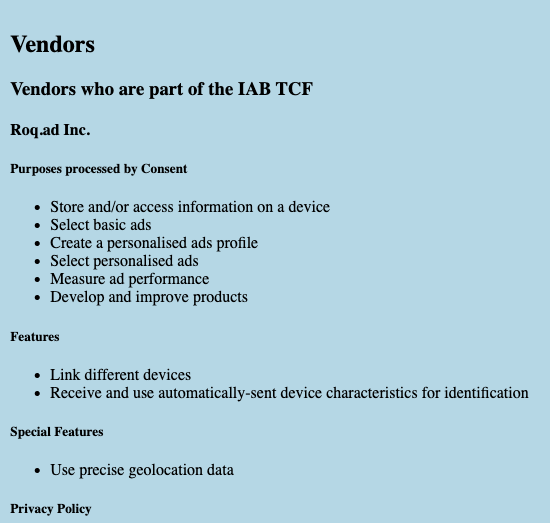 Vendors
Vendors who are part of the IAB TCF
Roq.ad Inc.
Purposes processed by Consent
Store and/or access information on a device
Select basic ads
Create a personalised ads profile
Select personalised ads
Measure ad performance
Develop and improve products
Features
Link different devices
Receive and use automatically-sent device characteristics for identification
Special Features
Use precise geolocation data
Privacy Policy